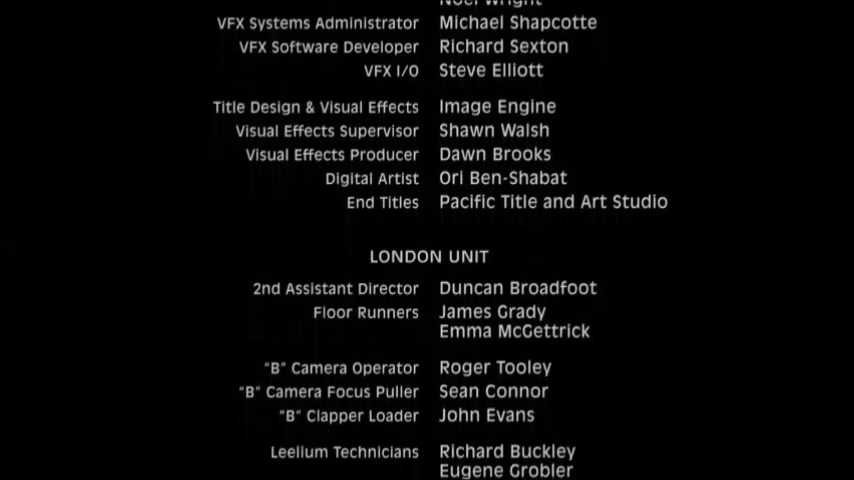 Noel Wright
VFX Systems Administrator Michael Shapcotte
VFX Software Developer Richard Sexton
VFX I/O Steve Elliott
Title Design & Visual Effects Image Engine
Visual Effects Supervisor Shawn Walsh
Visual Effects Producer Dawn Brooks
Digital Artist Ori Ben-Shabat
End Titles Pacific Title and Art Studio
LONDON UNIT
2nd Assistant Director Duncan Broadfoot
Floor Runners James Grady
Emma McGettrick
"B" Camera Operator Roger Tooley
"B" Camera Focus Puller Sean Connor
"B" Clapper Loader John Evans
Leelium Technicians Richard Buckley
Eugene Grobler